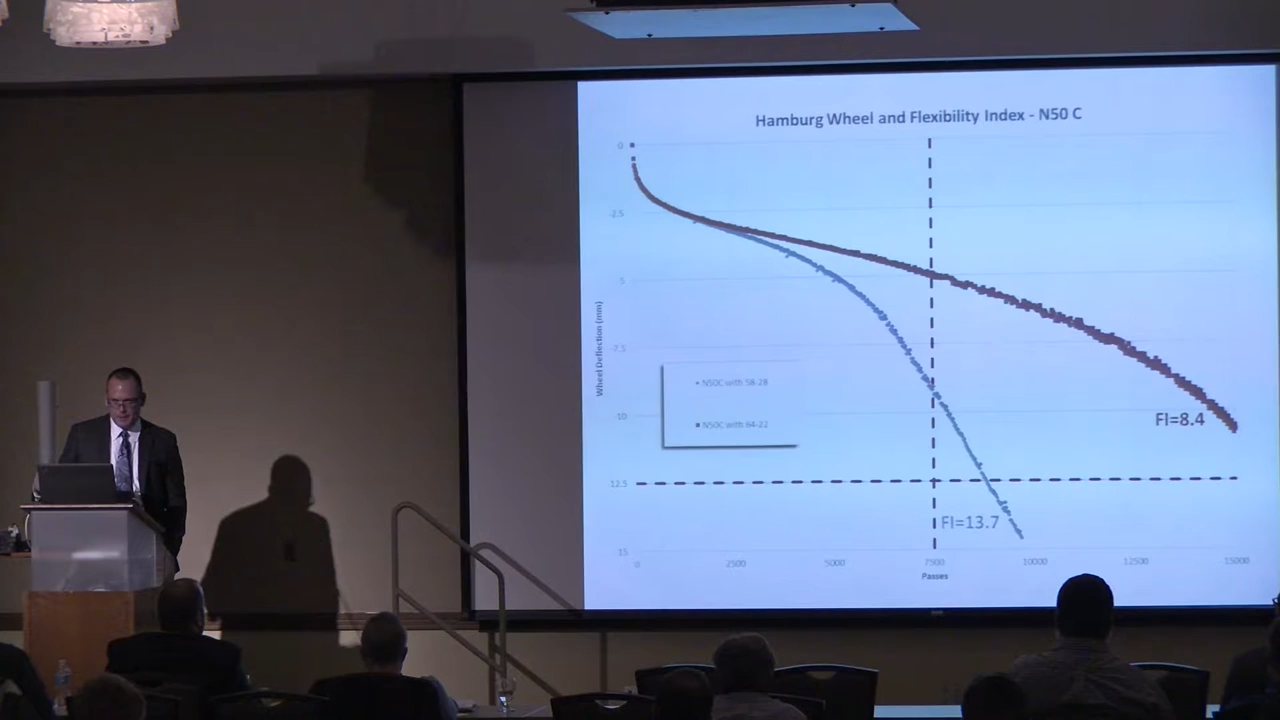 Hamburg Wheel and Flexibility Index - N50 C
0
-2.5
5
-7.5
10
12.5
15
Wheel Deflection (mm)
N50C with 58-28
N50C with 64-22
FI=8.4
FI=13.7
0 2500 5000 7500 10000 12500 15000
Passes